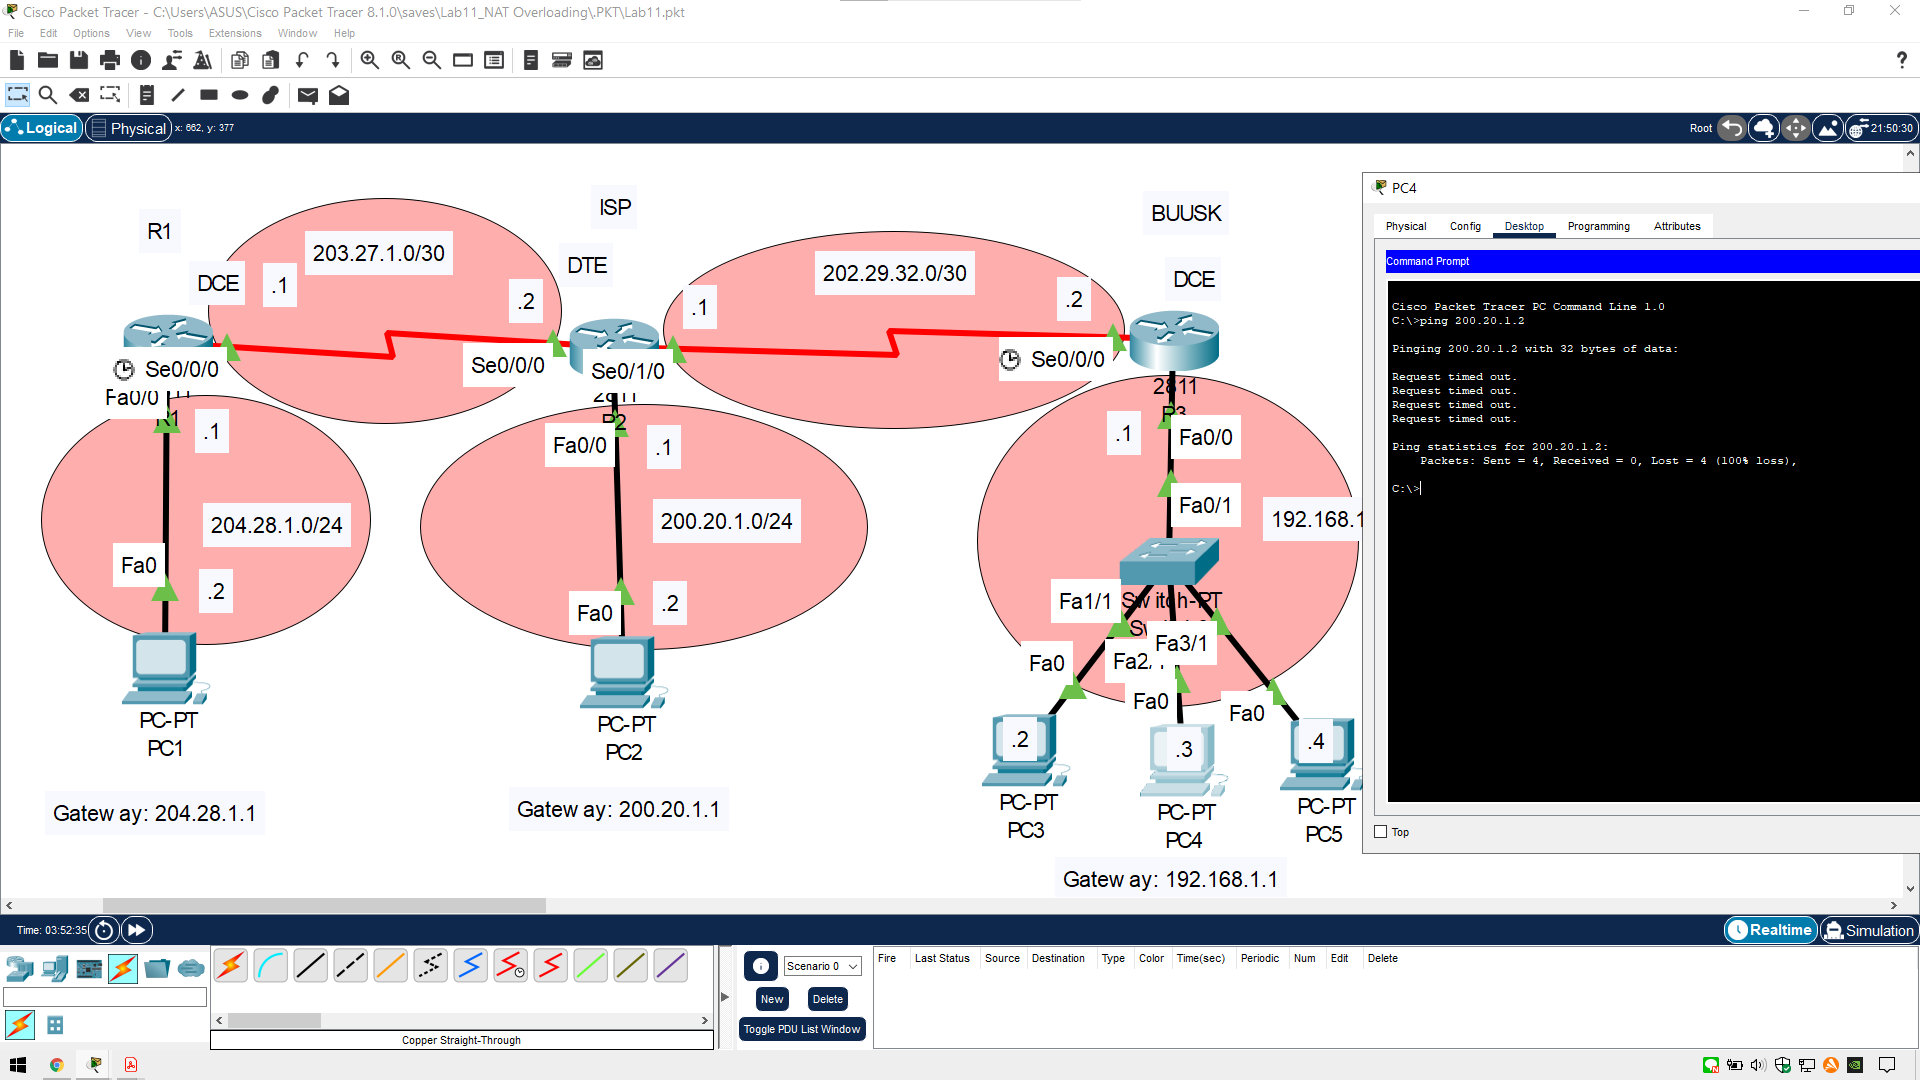 Cisco Packet Tracer - C:\Users\ASUS\Cisco Packet Tracer 8.1.0\saves\Lab11_NAT Overloading\.PKT\Lab11.pkt
File Edit Options View Tools Extensions Window Help
Logical Physical x: 662, y: 377 Root 21:50:30
R1
ISP
BUUSK
203.27.1.0/30
DCE
.1
DTE
.2
202.29.32.0/30
.1
.2
DCE
Se0/0/0
Se0/0/0
Se0/1/0
Se0/0/0
Fa0/0
2811
R1
2811
R2
2811
R3
.1
Fa0/0
.1
.1
Fa0/0
Fa0/1
204.28.1.0/24
200.20.1.0/24
192.168.1
Fa0
.2
Fa0
.2
Fa1/1
Switch-PT
Fa3/1
Fa0
Fa2/
Fa0
Fa0
PC-PT
PC1
PC-PT
PC2
.2
.3
.4
PC-PT
PC3
PC-PT
PC4
PC-PT
PC5
Gatew ay: 204.28.1.1
Gatew ay: 200.20.1.1
Gatew ay: 192.168.1.1
PC4
Physical Config Desktop Programming Attributes
Command Prompt
Cisco Packet Tracer PC Command Line 1.0
C:\>ping 200.20.1.2
Pinging 200.20.1.2 with 32 bytes of data:
Request timed out.
Request timed out.
Request timed out.
Request timed out.
Ping statistics for 200.20.1.2:
Packets: Sent = 4, Received = 0, Lost = 4 (100% loss),
C:\>
Top
Time: 03:52:35
Realtime Simulation
Scenario 0
New Delete
Toggle PDU List Window
Fire Last Status Source Destination Type Color Time(sec) Periodic Num Edit Delete
Copper Straight-Through